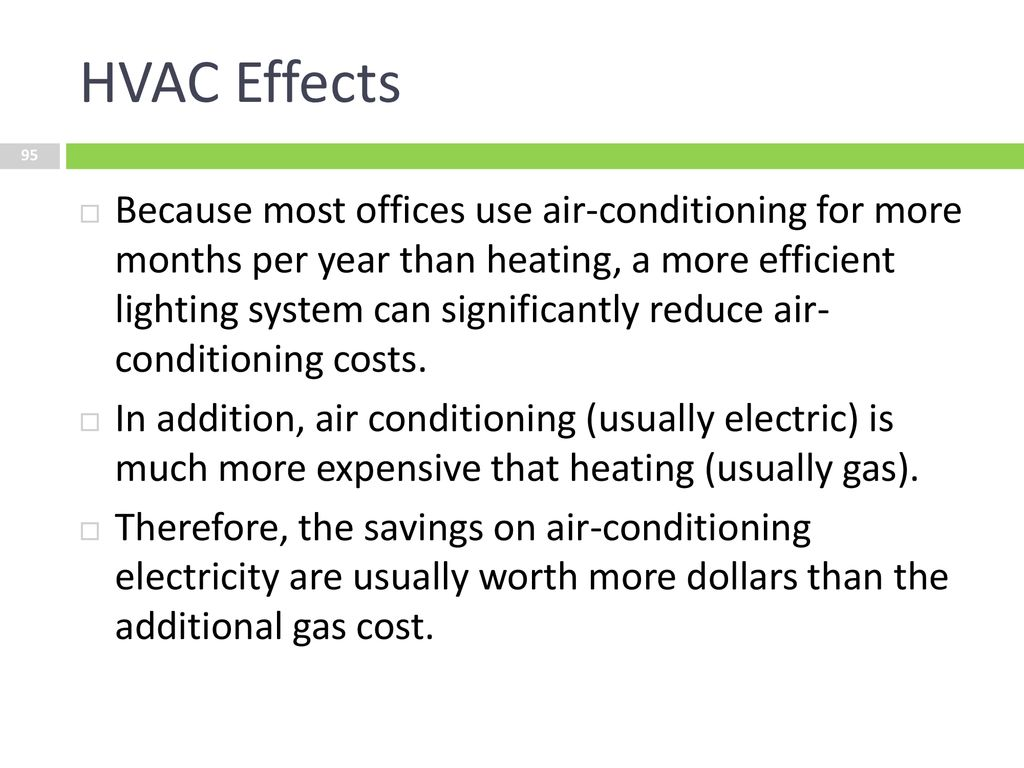 HVAC Effects
95
Because most offices use air-conditioning for more
months per year than heating, a more efficient
lighting system can significantly reduce air-
conditioning costs.
In addition, air conditioning (usually electric) is
much more expensive that heating (usually gas).
Therefore, the savings on air-conditioning
electricity are usually worth more dollars than the
additional gas cost.